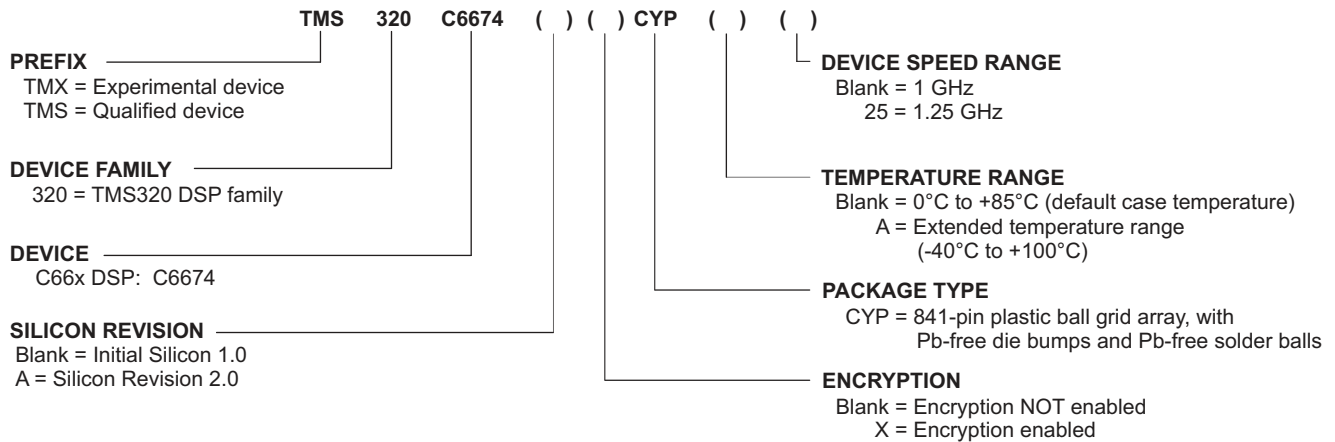 TMS 320 C6674 ( ) ( ) CYP ( ) ( )
PREFIX
TMX = Experimental device
TMS = Qualified device
DEVICE FAMILY
320 = TMS320 DSP family
DEVICE
C66x DSP: C6674
SILICON REVISION
Blank = Initial Silicon 1.0
A = Silicon Revision 2.0
DEVICE SPEED RANGE
Blank = 1 GHz
25 = 1.25 GHz
TEMPERATURE RANGE
Blank = 0°C to +85°C (default case temperature)
A = Extended temperature range
(-40°C to +100°C)
PACKAGE TYPE
CYP = 841-pin plastic ball grid array, with
Pb-free die bumps and Pb-free solder balls
ENCRYPTION
Blank = Encryption NOT enabled
X = Encryption enabled